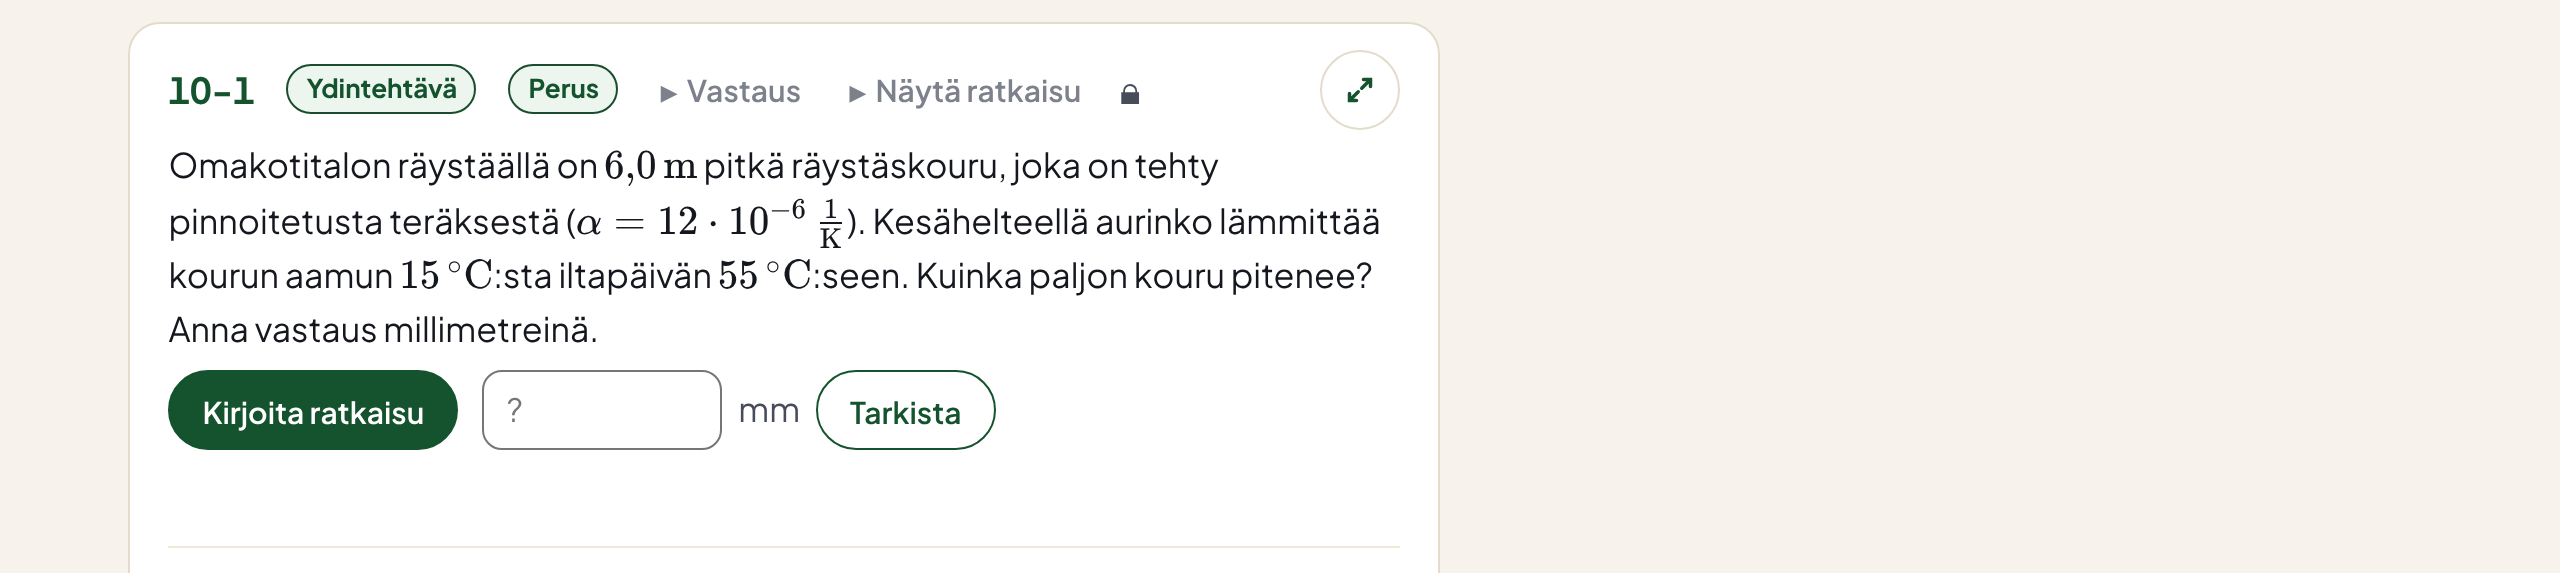 10-1 Ydintehtävä Perus ▶ Vastaus ▶ Näytä ratkaisu
Omakotitalon räystäällä on 6,0 m pitkä räystäskouru, joka on tehty
pinnoitetusta teräksestä (α = 12 · 10⁻⁶ 1/K). Kesähelteellä aurinko lämmittää
kourun aamun 15 °C:sta iltapäivän 55 °C:seen. Kuinka paljon kouru pitenee?
Anna vastaus millimetreinä.
Kirjoita ratkaisu ? mm Tarkista